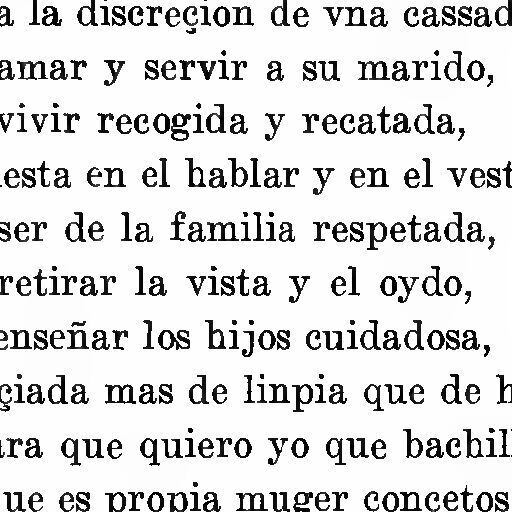 a la discreçion de vna cassad
amar y servir a su marido,
vivir recogida y recatada,
esta en el hablar y en el vest
ser de la familia respetada,
retirar la vista y el oydo,
enseñar los hijos cuidadosa,
çiada mas de linpia que de h
ara que quiero yo que bachill
ue es propia muger concetos